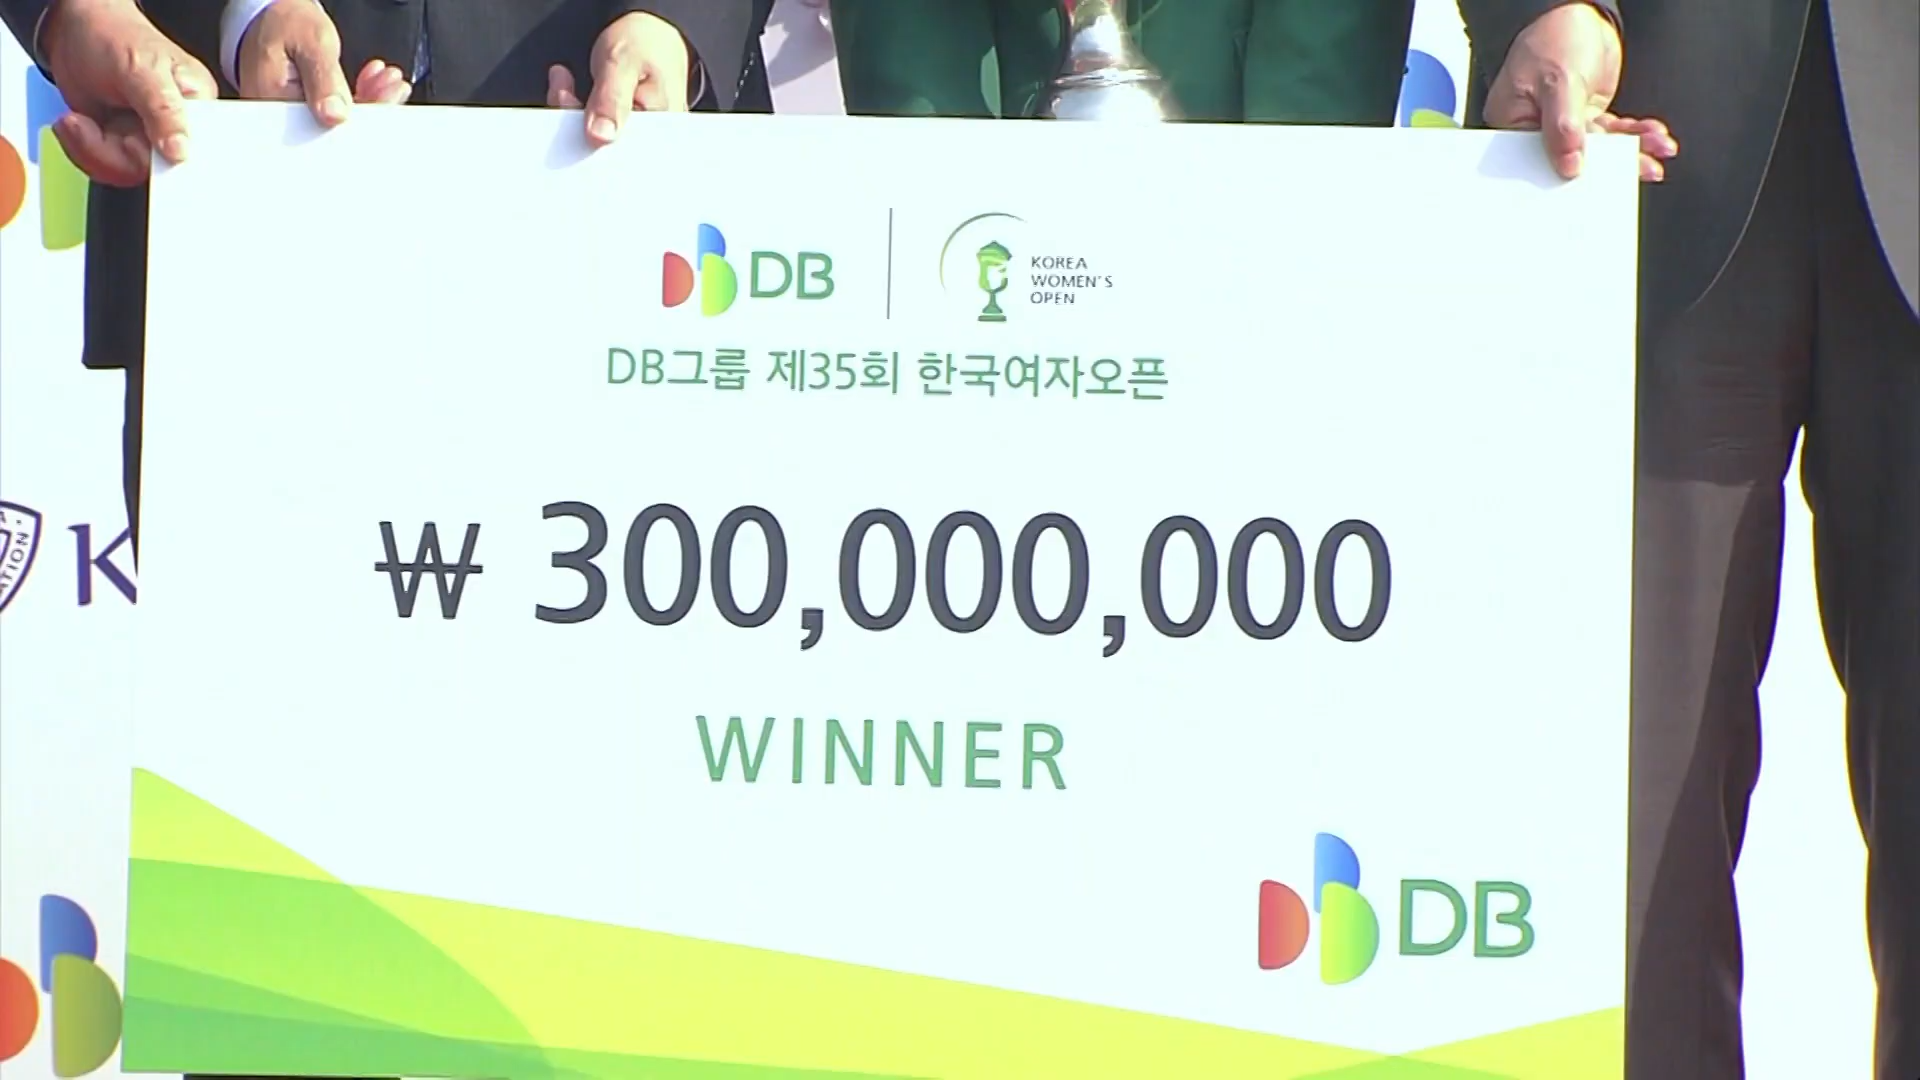 DB
KOREA
WOMEN'S
OPEN
DB그룹 제35회 한국여자오픈
₩ 300,000,000
WINNER
DB
K